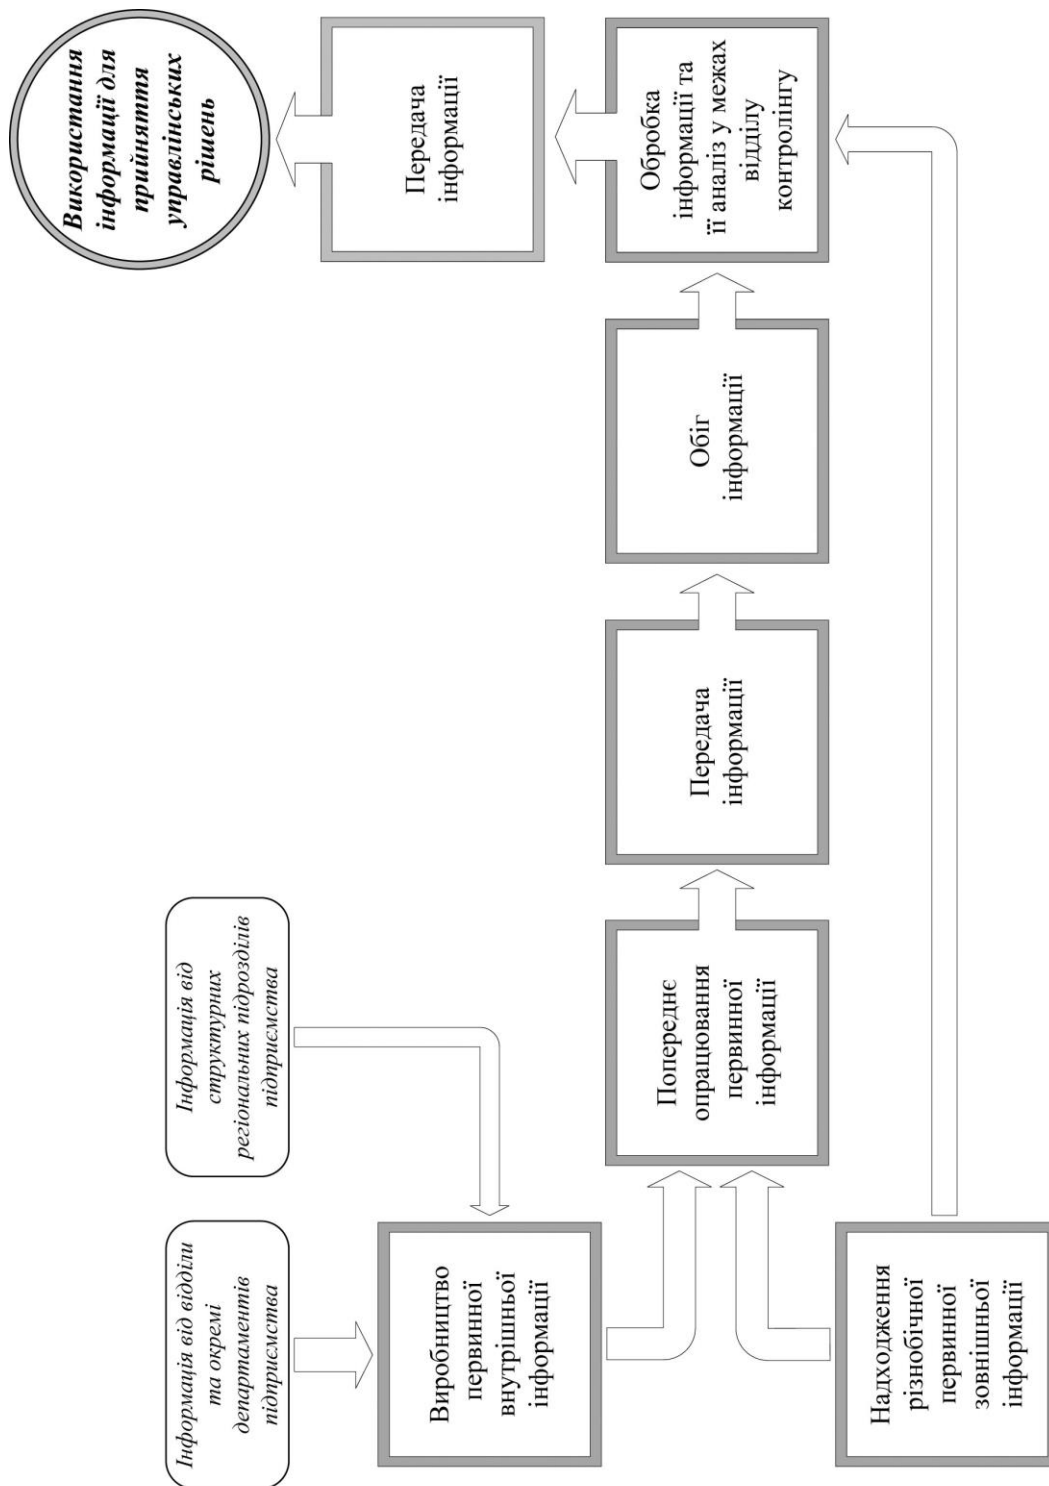 Інформація від відділи
та окремі
департаментів
підприємства
Інформація від
структурних
регіональних підрозділів
підприємства
Використання
інформації для
прийняття
управлінських
рішень
Виробництво
первинної
внутрішньої
інформації
Передача
інформації
Попереднє
опрацювання
первинної
інформації
Передача
інформації
Обіг
інформації
Обробка
інформації та
її аналіз у межах
відділу
контролінгу
Надходження
різнобічної
первинної
зовнішньої
інформації